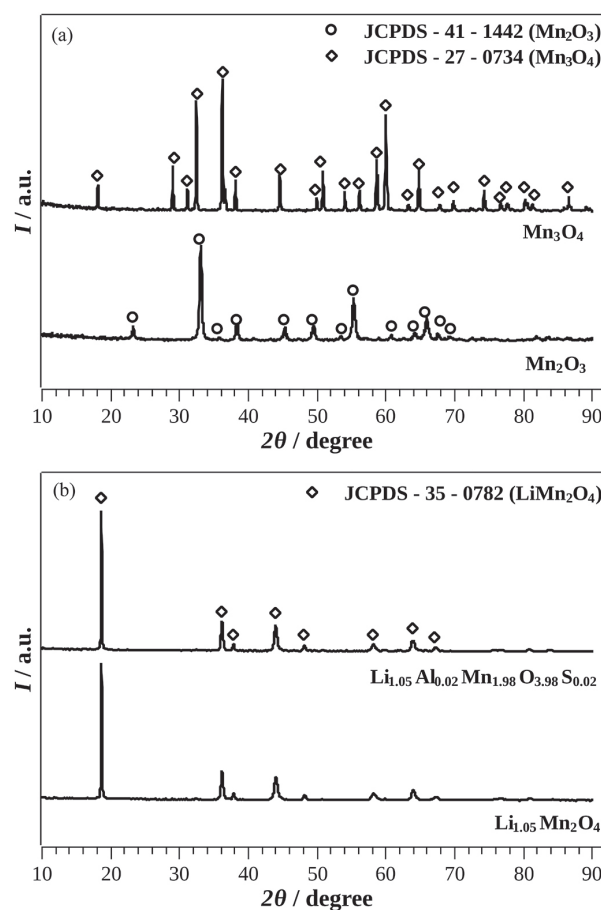 (a)
JCPDS - 41 - 1442 (Mn₂O₃)
JCPDS - 27 - 0734 (Mn₃O₄)
I / a.u.
Mn₃O₄
Mn₂O₃
10 20 30 40 50 60 70 80 90
2θ / degree
(b)
JCPDS - 35 - 0782 (LiMn₂O₄)
I / a.u.
Li₁.₀₅ Al₀.₀₂ Mn₁.₉₈ O₃.₉₈ S₀.₀₂
Li₁.₀₅ Mn₂O₄
10 20 30 40 50 60 70 80 90
2θ / degree